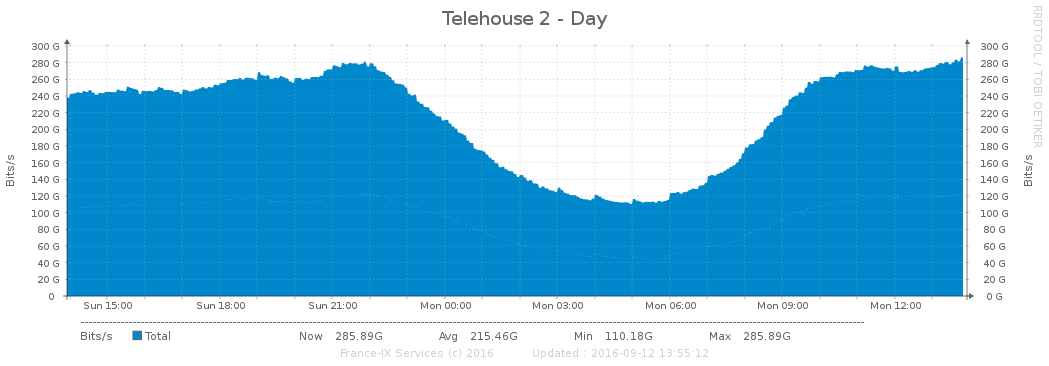 Telehouse 2 - Day
RRDTOOL / TOBI OETIKER
Bits/s
Bits/s
300 G 300 G
280 G 280 G
260 G 260 G
240 G 240 G
220 G 220 G
200 G 200 G
180 G 180 G
160 G 160 G
140 G 140 G
120 G 120 G
100 G 100 G
80 G 80 G
60 G 60 G
40 G 40 G
20 G 20 G
0 0 G
Sun 15:00 Sun 18:00 Sun 21:00 Mon 00:00 Mon 03:00 Mon 06:00 Mon 09:00 Mon 12:00
Bits/s Total Now 285.89G Avg 215.46G Min 110.18G Max 285.89G
France-IX Services (c) 2016 Updated : 2016-09-12 13:55:12